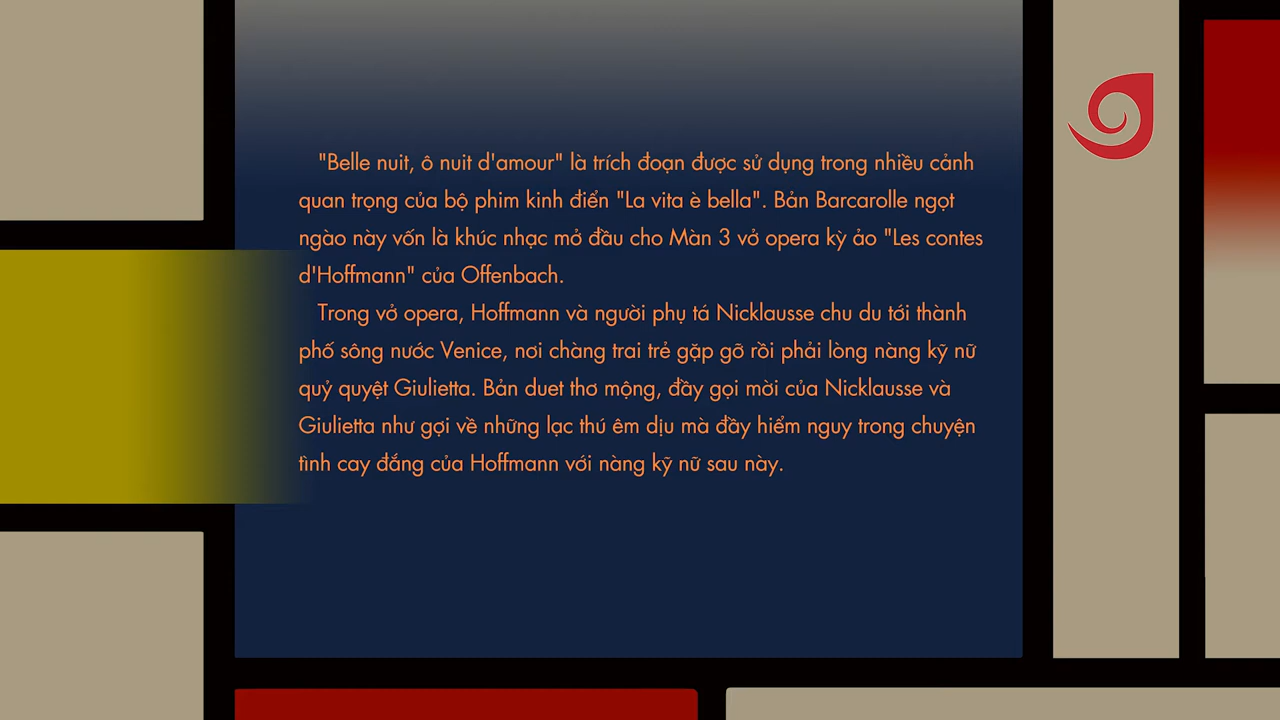 "Belle nuit, ô nuit d'amour" là trích đoạn được sử dụng trong nhiều cảnh
quan trọng của bộ phim kinh điển "La vita è bella". Bản Barcarolle ngọt
ngào này vốn là khúc nhạc mở đầu cho Màn 3 vở opera kỳ ảo "Les contes
d'Hoffmann" của Offenbach.
Trong vở opera, Hoffmann và người phụ tá Nicklausse chu du tới thành
phố sông nước Venice, nơi chàng trai trẻ gặp gỡ rồi phải lòng nàng kỹ nữ
quỷ quyệt Giulietta. Bản duet thơ mộng, đầy gọi mời của Nicklausse và
Giulietta như gợi về những lạc thú êm dịu mà đầy hiểm nguy trong chuyện
tình cay đắng của Hoffmann với nàng kỹ nữ sau này.